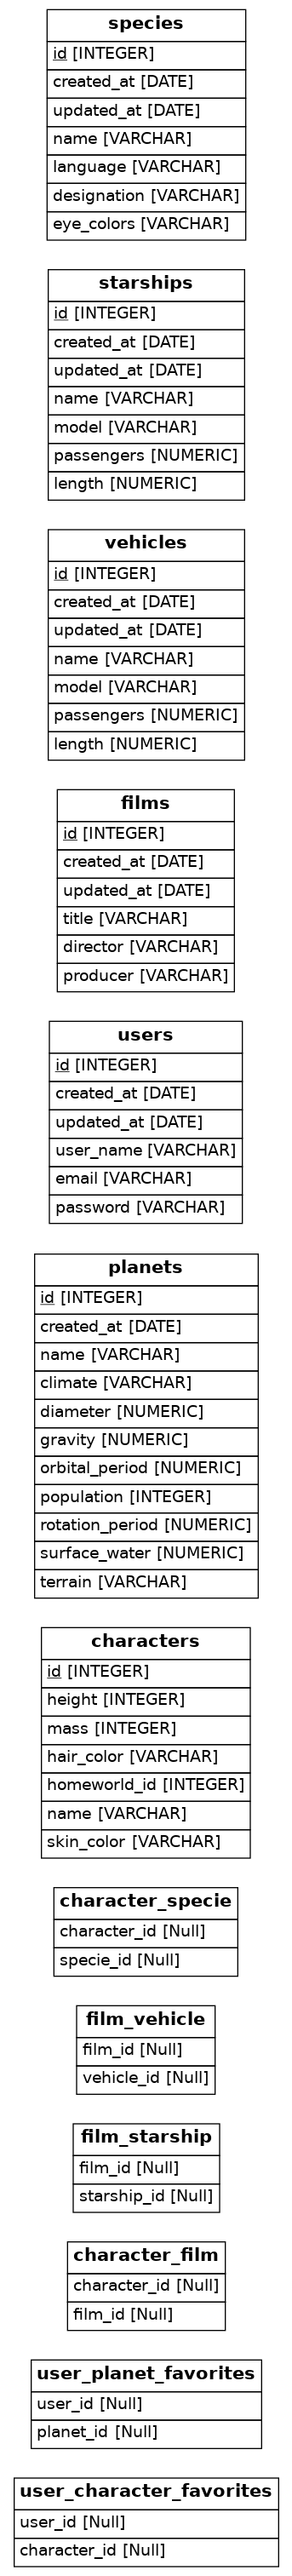 species
id [INTEGER]
created_at [DATE]
updated_at [DATE]
name [VARCHAR]
language [VARCHAR]
designation [VARCHAR]
eye_colors [VARCHAR]
starships
id [INTEGER]
created_at [DATE]
updated_at [DATE]
name [VARCHAR]
model [VARCHAR]
passengers [NUMERIC]
length [NUMERIC]
vehicles
id [INTEGER]
created_at [DATE]
updated_at [DATE]
name [VARCHAR]
model [VARCHAR]
passengers [NUMERIC]
length [NUMERIC]
films
id [INTEGER]
created_at [DATE]
updated_at [DATE]
title [VARCHAR]
director [VARCHAR]
producer [VARCHAR]
users
id [INTEGER]
created_at [DATE]
updated_at [DATE]
user_name [VARCHAR]
email [VARCHAR]
password [VARCHAR]
planets
id [INTEGER]
created_at [DATE]
name [VARCHAR]
climate [VARCHAR]
diameter [NUMERIC]
gravity [NUMERIC]
orbital_period [NUMERIC]
population [INTEGER]
rotation_period [NUMERIC]
surface_water [NUMERIC]
terrain [VARCHAR]
characters
id [INTEGER]
height [INTEGER]
mass [INTEGER]
hair_color [VARCHAR]
homeworld_id [INTEGER]
name [VARCHAR]
skin_color [VARCHAR]
character_specie
character_id [Null]
specie_id [Null]
film_vehicle
film_id [Null]
vehicle_id [Null]
film_starship
film_id [Null]
starship_id [Null]
character_film
character_id [Null]
film_id [Null]
user_planet_favorites
user_id [Null]
planet_id [Null]
user_character_favorites
user_id [Null]
character_id [Null]